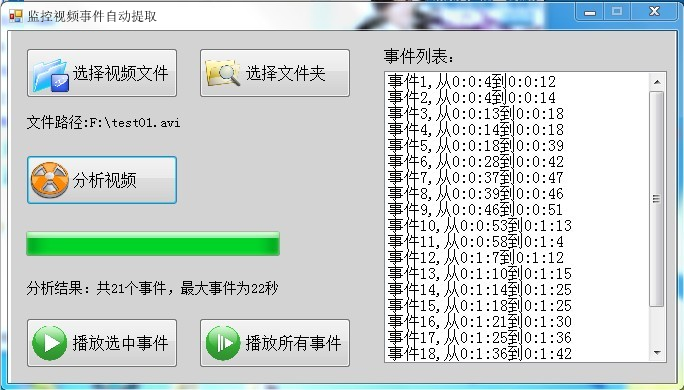 监控视频事件自动提取
选择视频文件
选择文件夹
文件路径:F:\test01.avi
分析视频
分析结果：共21个事件，最大事件为22秒
播放选中事件
播放所有事件
事件列表：
事件1,从0:0:4到0:0:12
事件2,从0:0:4到0:0:14
事件3,从0:0:13到0:0:18
事件4,从0:0:14到0:0:18
事件5,从0:0:18到0:0:39
事件6,从0:0:28到0:0:42
事件7,从0:0:37到0:0:47
事件8,从0:0:39到0:0:46
事件9,从0:0:46到0:0:51
事件10,从0:0:53到0:1:13
事件11,从0:0:58到0:1:4
事件12,从0:1:7到0:1:12
事件13,从0:1:10到0:1:15
事件14,从0:1:14到0:1:25
事件15,从0:1:18到0:1:25
事件16,从0:1:21到0:1:30
事件17,从0:1:25到0:1:36
事件18,从0:1:36到0:1:42